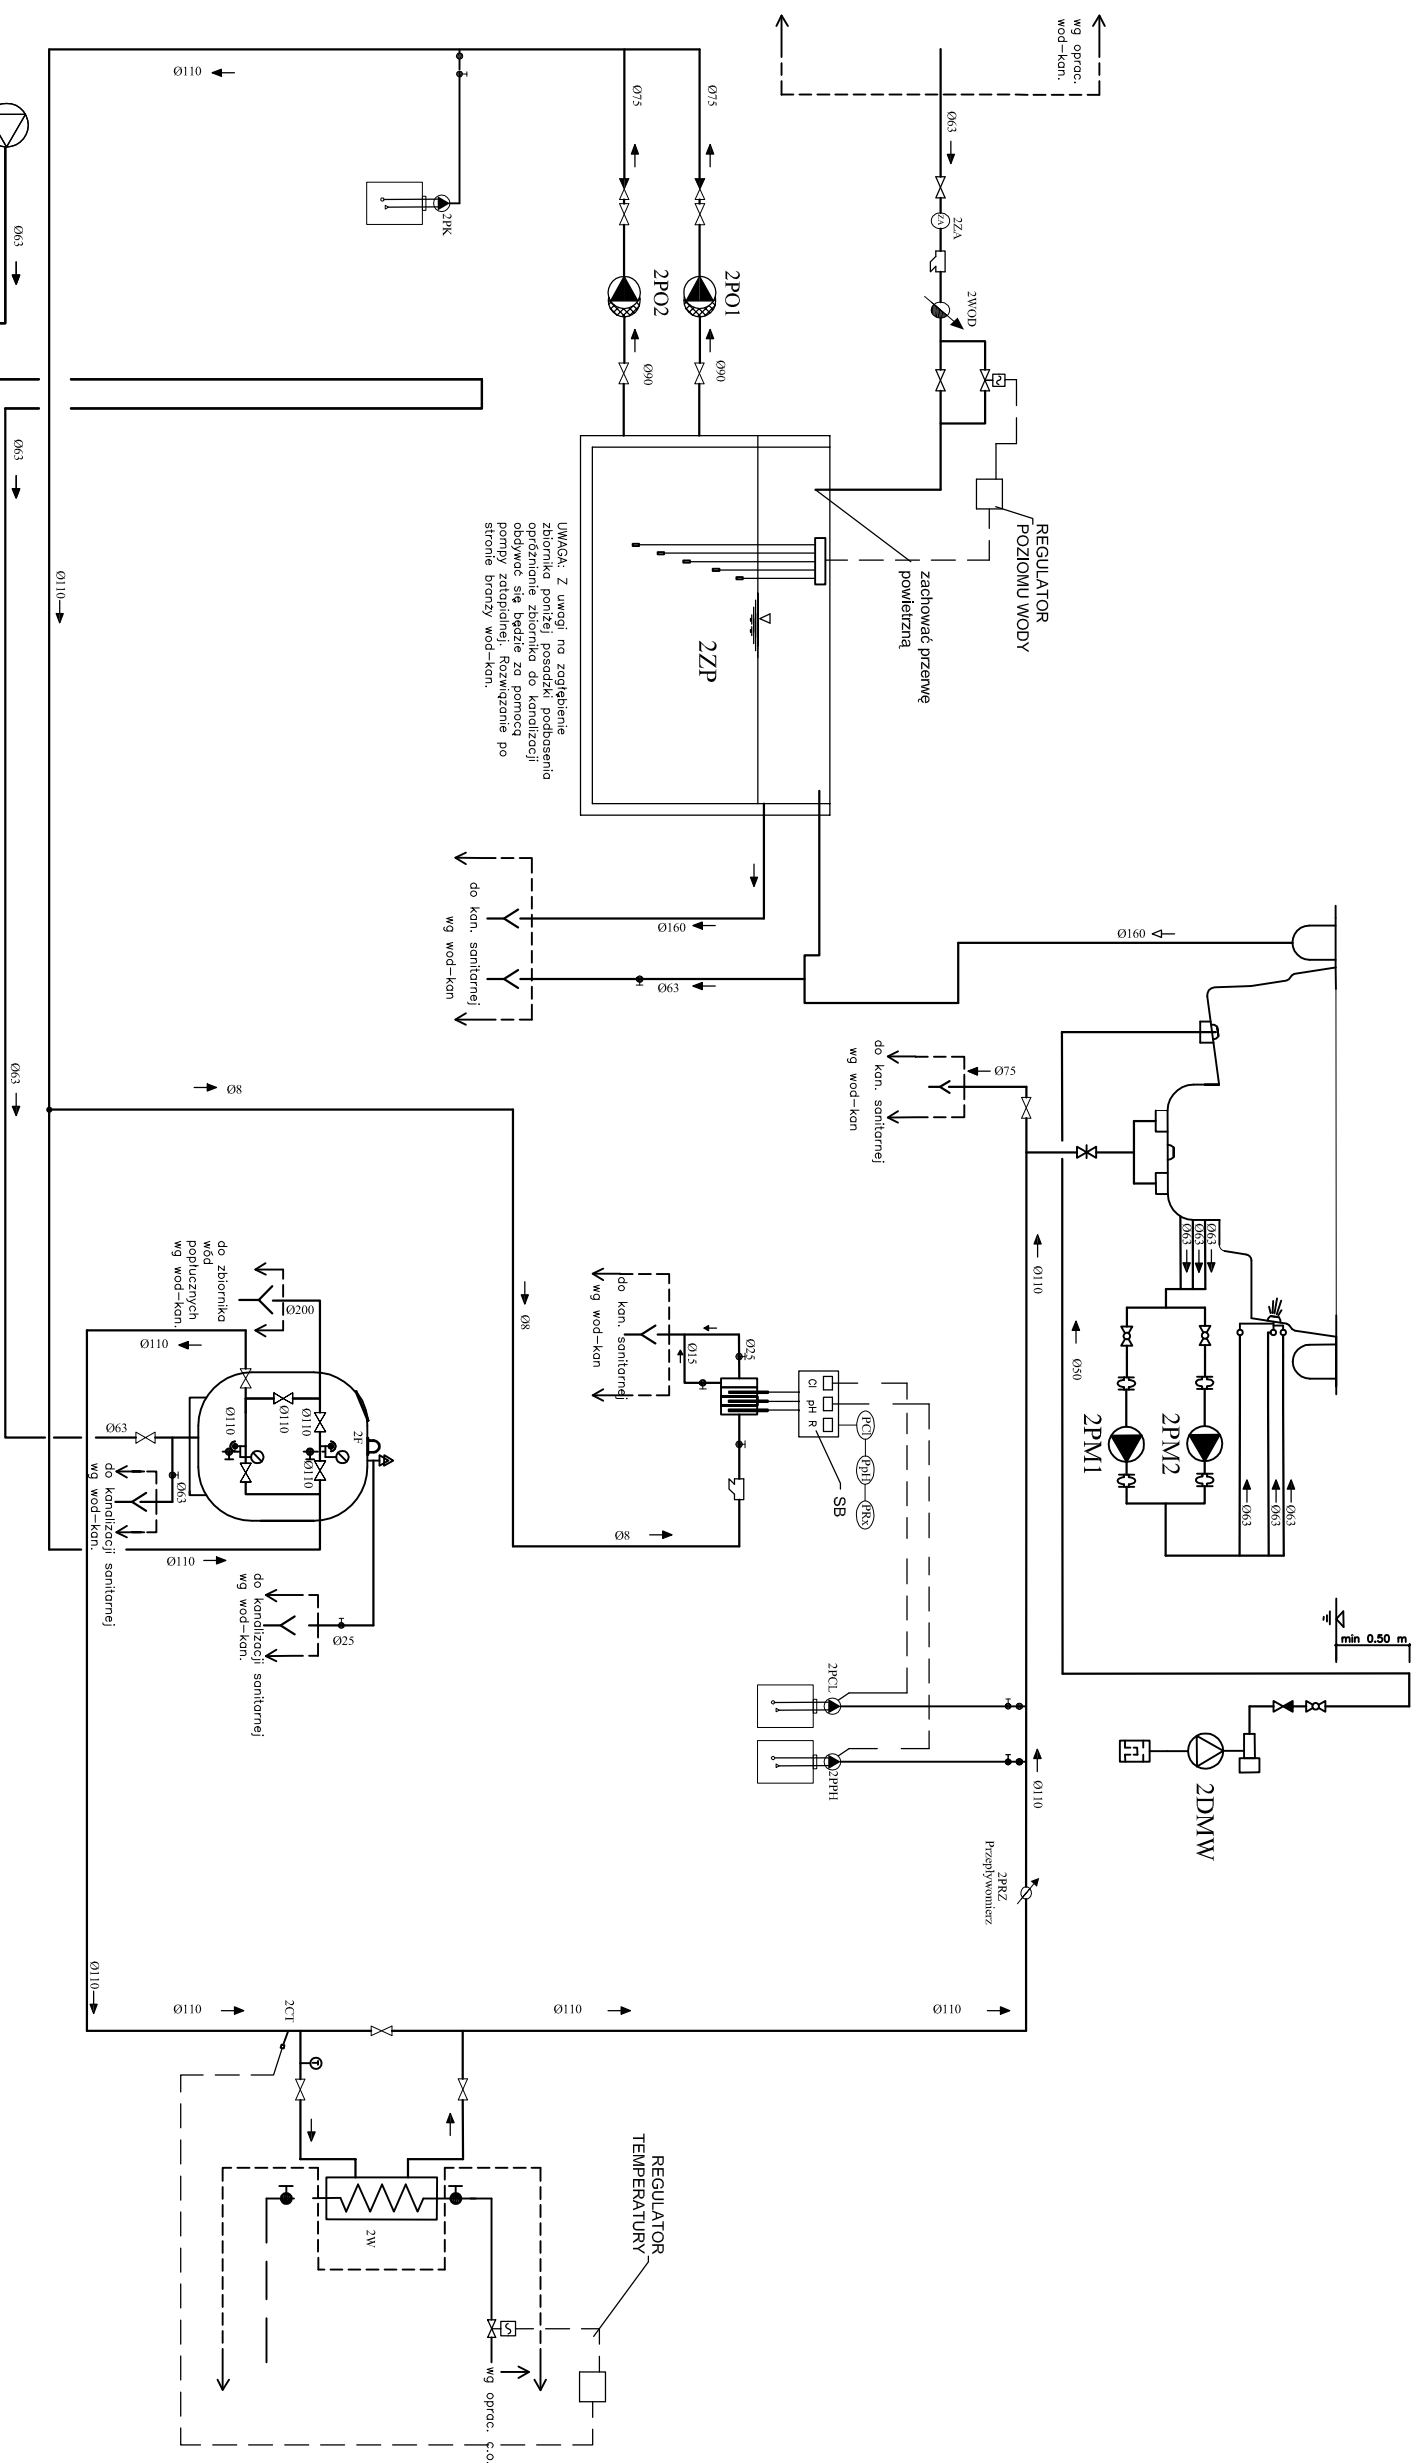 wg oprac.
wod-kan.
Ø63
2ZA
ZA
2WOD
REGULATOR
POZIOMU WODY
zachować przerwę
powietrzną
Ø75
Ø75
2PO1
2PO2
Ø90
Ø90
Ø110
2PK
Ø63
Ø63
Ø110
2ZP
UWAGA: Z uwagi na zagłębienie
zbiornika poniżej posadzki podbasenia
opróżnianie zbiornika do kanalizacji
obdywać się będzie za pomocą
pompy zatapialnej. Rozwiązanie po
stronie branży wod-kan.
do kan. sanitarnej
wg wod-kan
Ø160
Ø63
Ø160
Ø75
do kan. sanitarnej
wg wod-kan
Ø63
Ø63
Ø63
2PM2
2PM1
Ø63
Ø63
Ø63
Ø110
Ø50
min 0.50 m
2DMW
Ø63
Ø8
Ø8
Ø8
do kan. sanitarnej
wg wod-kan
Ø25
Ø15
Cl
pH
R
PCl
PpH
PRx
SB
do zbiornika
wód
popłucznych
wg wod-kan.
Ø200
Ø110
Ø110
Ø110
Ø110
Ø110
2F
Ø63
Ø63
do kanalizacji sanitarnej
wg wod-kan.
Ø110
do kanalizacji sanitarnej
wg wod-kan.
Ø25
2PCL
2PPH
Ø110
2PRZ
Przepływomierz
Ø110
Ø110
2CT
Ø110
Ø110
2W
REGULATOR
TEMPERATURY
wg oprac. c.o.